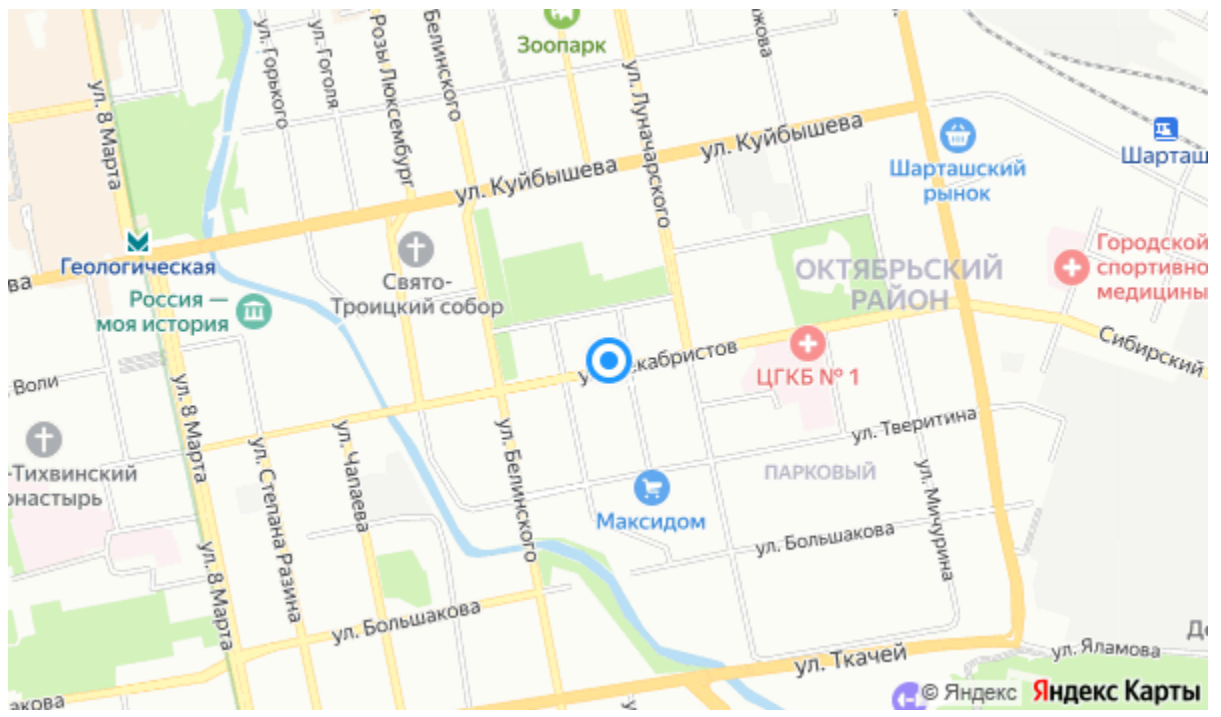 Зоопарк
ул. Горького
ул. Гоголя
Розы Люксембург
Белинского
ул. Луначарского
ул. 8 Марта
ул. Куйбышева
ул. Куйбышева
Шарташский
рынок
Шарташ
Геологическая
Россия —
моя история
Свято-
Троицкий собор
ОКТЯБРЬСКИЙ
РАЙОН
Городской
спортивно
медицины
Сибирский
кабристов
ЦГКБ № 1
Воли
ул. 8 Марта
-Тихвинский
ул. Степана Разина
ул. Чапаева
ул. Белинского
ул. Тверитина
ПАРКОВЫЙ
Максидом
ул. Большакова
ул. Мичурина
ул. 8 Марта
ул. Большакова
ул. Ткачей
ул. Яламова
акова
© Яндекс Яндекс Карты